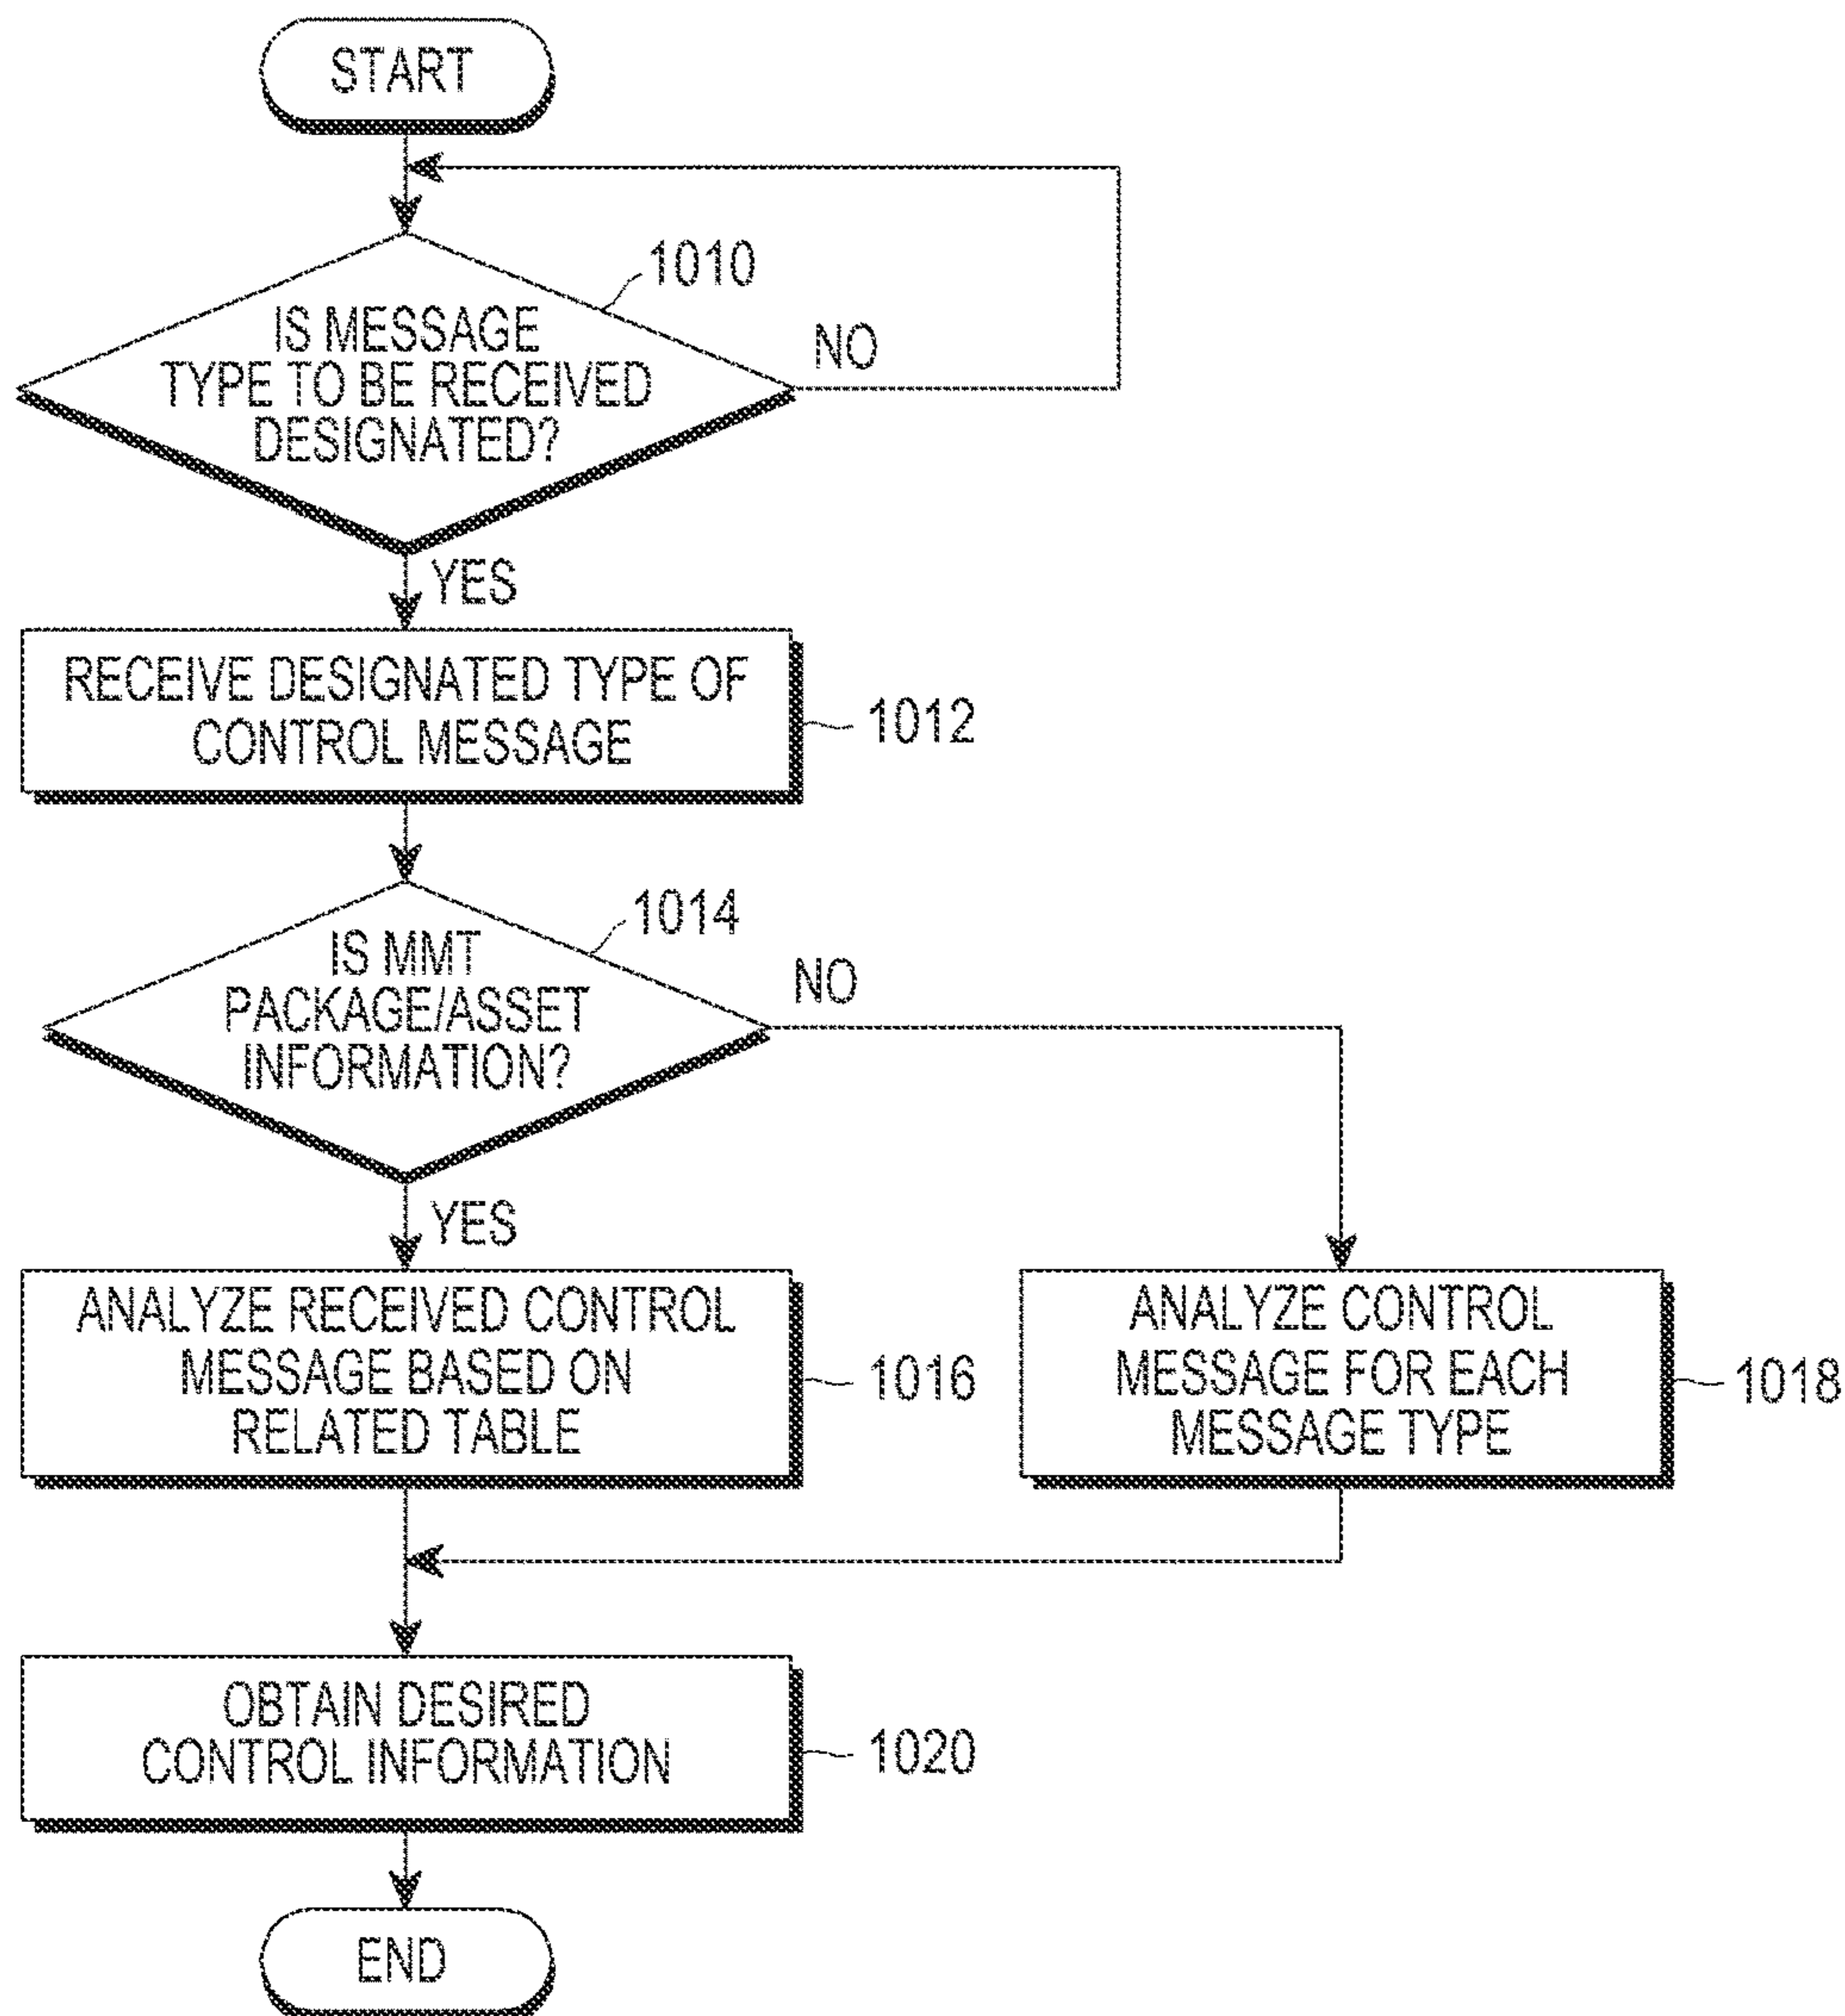 START
1010
IS MESSAGE
TYPE TO BE RECEIVED
DESIGNATED?
NO
YES
RECEIVE DESIGNATED TYPE OF
CONTROL MESSAGE
1012
1014
IS MMT
PACKAGE/ASSET
INFORMATION?
NO
YES
ANALYZE RECEIVED CONTROL
MESSAGE BASED ON
RELATED TABLE
1016
ANALYZE CONTROL
MESSAGE FOR EACH
MESSAGE TYPE
1018
OBTAIN DESIRED
CONTROL INFORMATION
1020
END